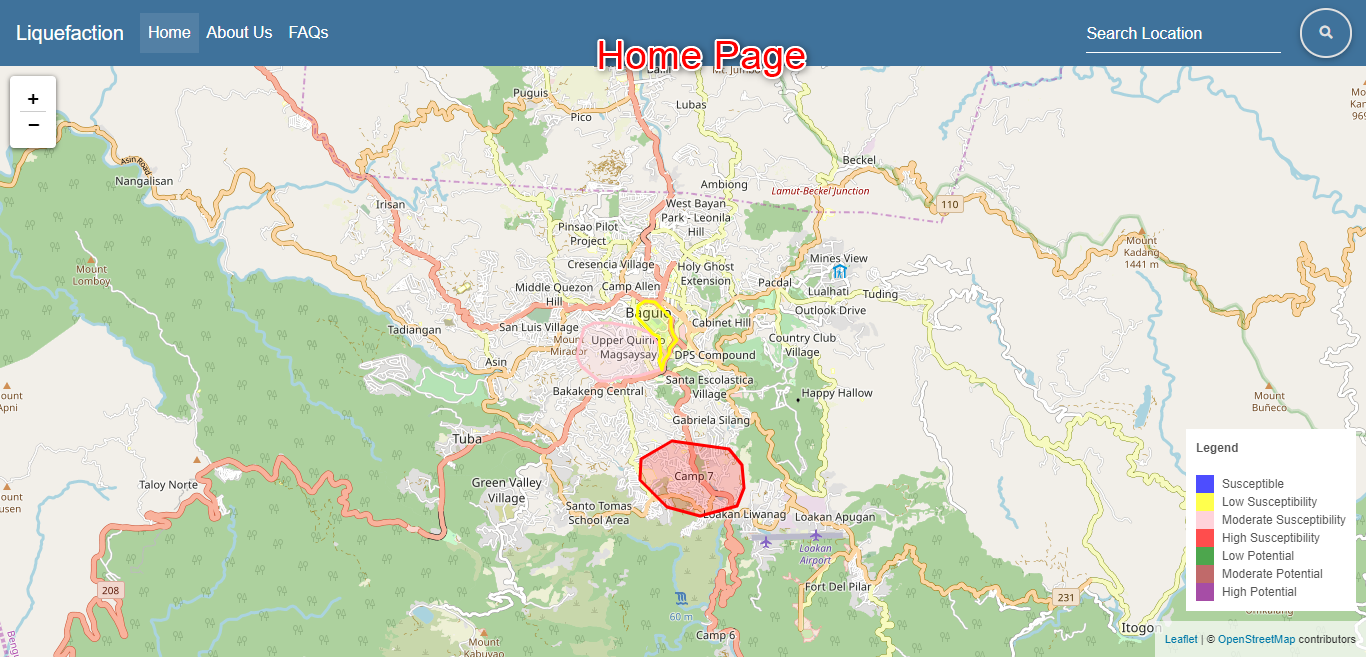 Liquefaction Home About Us FAQs Search Location
Home Page
+
−
Puguis
Pico
Lubas
Asin Road
Nangalisan
Beckel
Ambiong
Lamut-Beckel Junction
Irisan
West Bayan
Park - Leonila
Hill
110
Pinsao Pilot
Project
Mount
Kadang
1441 m
Mount
Lomboy
Cresencia Village
Holy Ghost
Extension
Mines View
Middle Quezon
Hill
Camp Allen
Pacdal
Lualhati
Tuding
Outlook Drive
Baguio
Cabinet Hill
Tadiangan
San Luis Village
Mount
Mirador
Upper Quirino
Magsaysay
DPS Compound
Country Club
Village
Asin
Bakakeng Central
Santa Escolastica
Village
Happy Hallow
Mount
Buñeco
Gabriela Silang
Tuba
Camp 7
Taloy Norte
Green Valley
Village
Santo Tomas
School Area
Loakan Liwanag
Loakan Apugan
Loakan
Airport
Fort Del Pilar
208
60 m
231
Camp 6
Itogon
Mount
Kabuyao
Legend
Susceptible
Low Susceptibility
Moderate Susceptibility
High Susceptibility
Low Potential
Moderate Potential
High Potential
Leaflet | © OpenStreetMap contributors